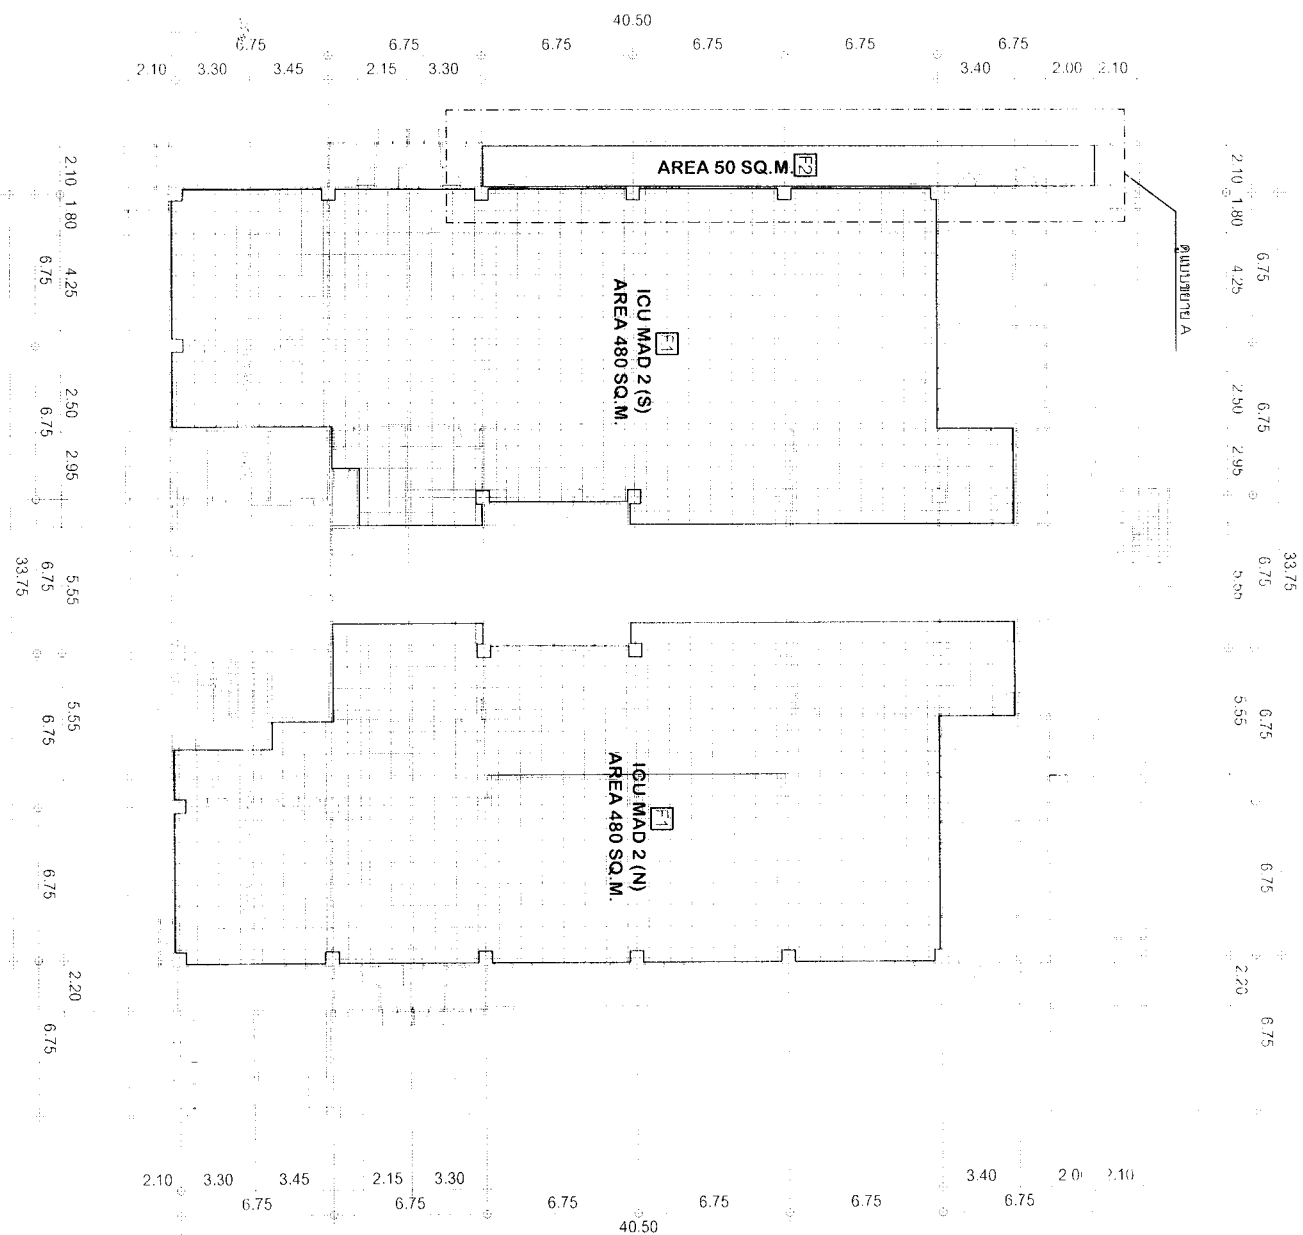 40.50
6.75 6.75 6.75 6.75 6.75 6.75
2.10 3.30 3.45 2.15 3.30 3.40 2.00 2.10
AREA 50 SQ.M. F2
2.10 1.80 4.25 2.50 2.95 5.55 5.55 2.20
6.75 6.75 6.75 6.75 6.75 6.75
33.75
F1
ICU MAD 2 (S)
AREA 480 SQ.M.
A
F1
ICU MAD 2 (N)
AREA 480 SQ.M.
2.10 1.80 4.25 2.50 2.95 5.55 5.55 2.20
6.75 6.75 6.75 6.75 6.75 6.75
33.75
2.10 3.30 3.45 2.15 3.30 3.40 2.0 2.10
6.75 6.75 6.75 6.75 6.75 6.75
40.50